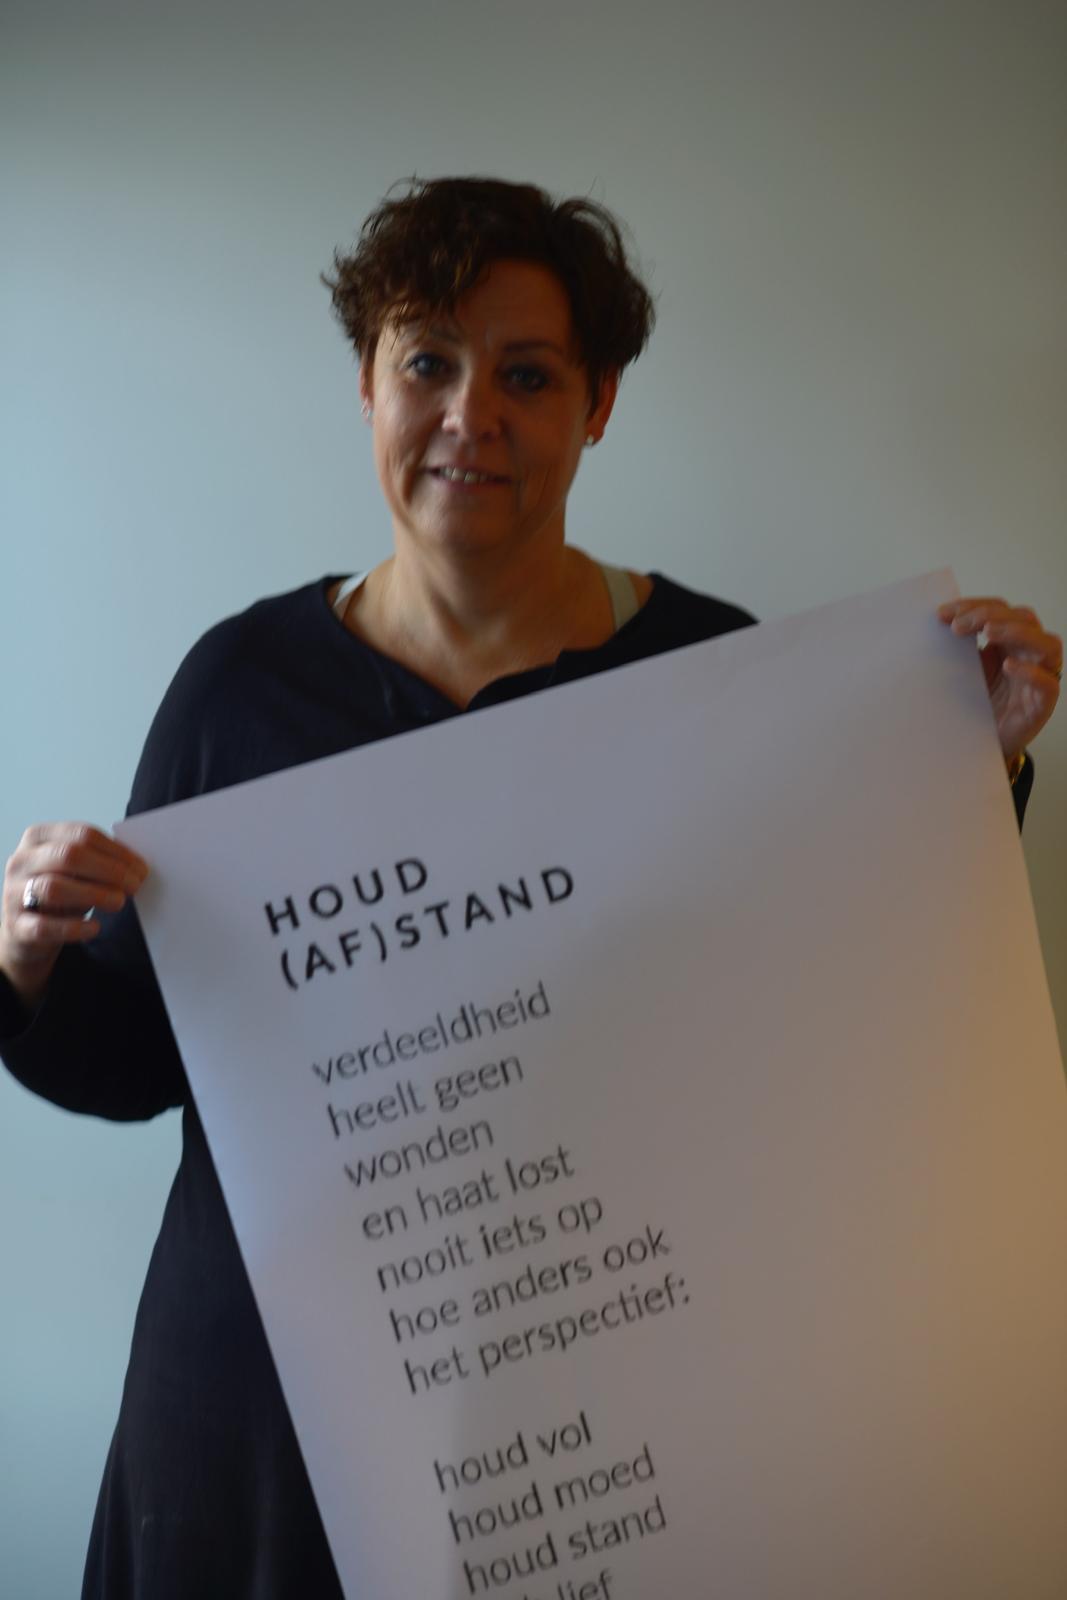 HOUD
(AF)STAND
verdeeldheid
heelt geen
wonden
en haat lost
nooit iets op
hoe anders ook
het perspectief:
houd vol
houd moed
houd stand
lief